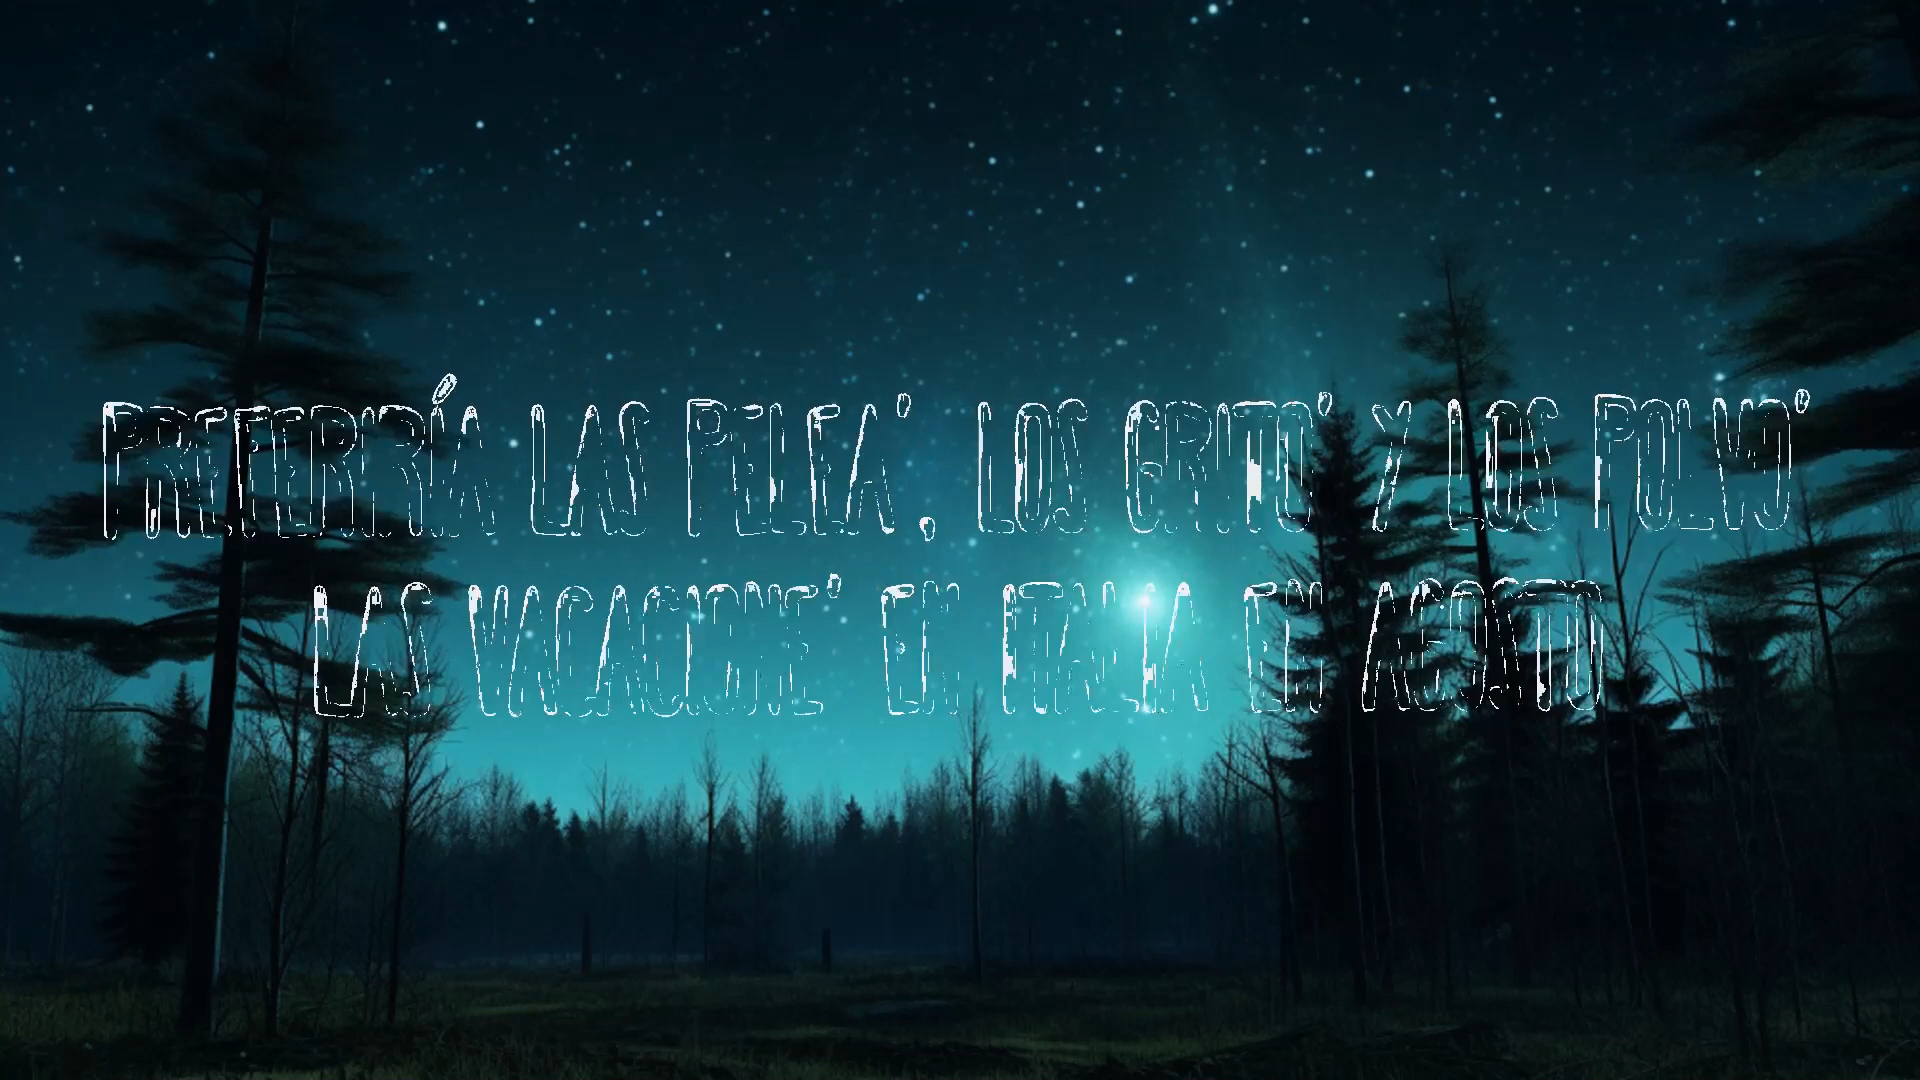 PREFERIRÍA LAS PELEA', LOS GRITO' Y LOS POLVO'
LAS VACACIONE' EN ITALIA EN AGOSTO